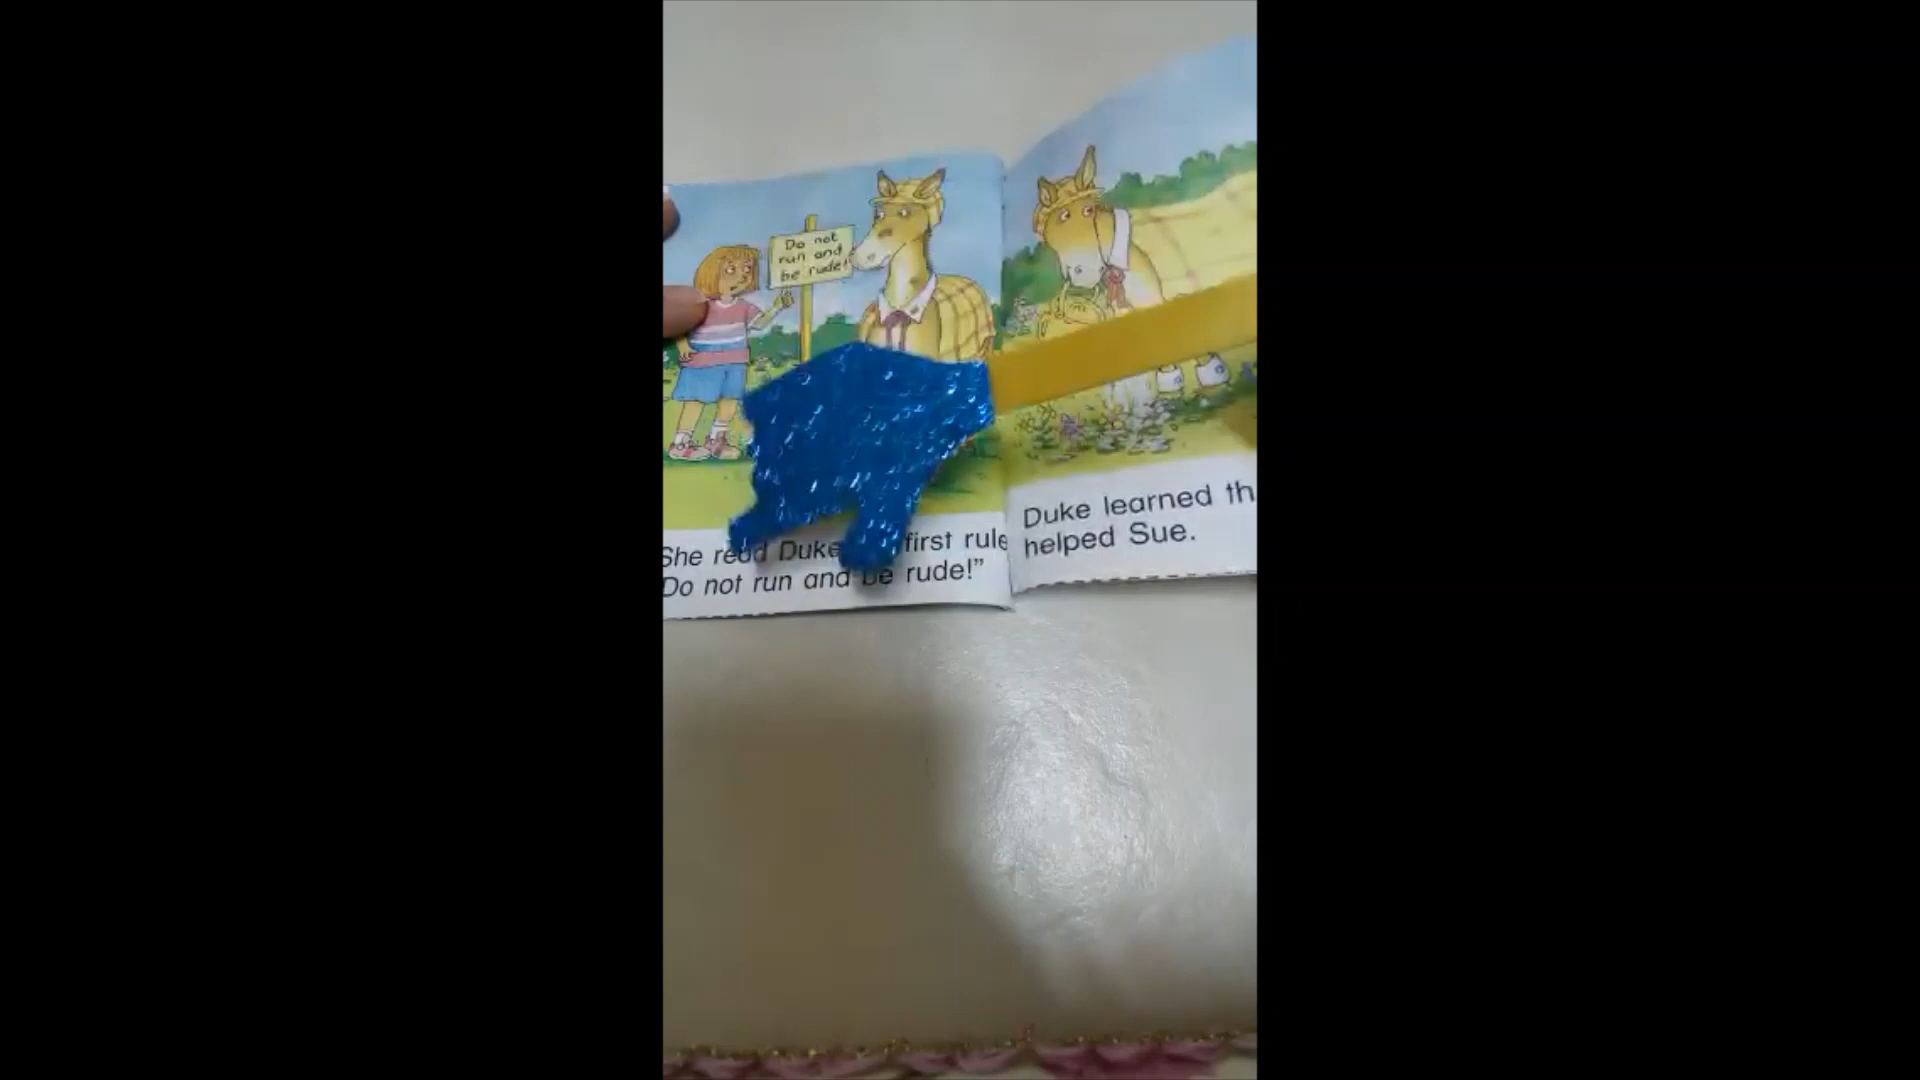 Do not
run and
be rude!
She read Duke first rule
Do not run and be rude!”
Duke learned th
helped Sue.